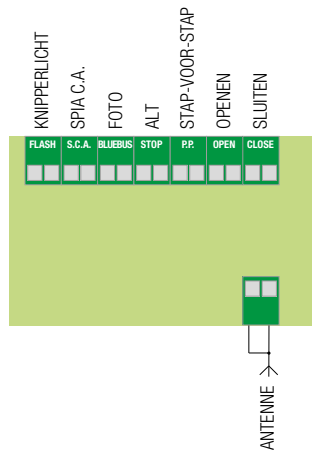 KNIPPERLICHT
SPIA C.A.
FOTO
ALT
STAP-VOOR-STAP
OPENEN
SLUITEN
FLASH
S.C.A.
BLUEBUS
STOP
P.P.
OPEN
CLOSE
ANTENNE